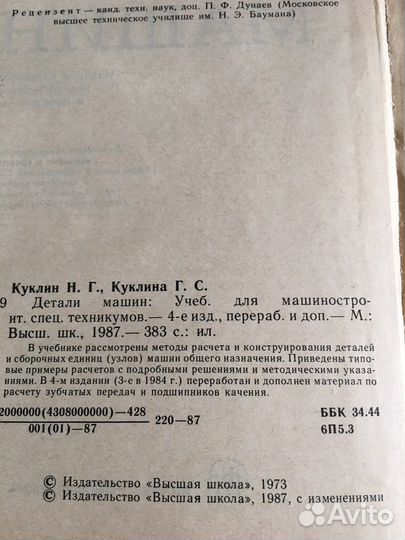 Рецензент — канд. техн. наук, доц. П. Ф. Дунаев (Московское
высшее техническое училище им. Н. Э. Баумана)
Куклин Н. Г., Куклина Г. С.
9 Детали машин: Учеб. для машиностро-
ит. спец. техникумов.— 4-е изд., перераб. и доп.— М.:
Высш. шк., 1987.— 383 с.: ил.
В учебнике рассмотрены методы расчета и конструирования деталей
и сборочных единиц (узлов) машин общего назначения. Приведены типо-
вые примеры расчетов с подробными решениями и методическими указа-
ниями. В 4-м издании (3-е в 1984 г.) переработан и дополнен материал по
расчету зубчатых передач и подшипников качения.
2000000(4308000000)—428
001(01)—87
220—87
ББК 34.44
6П5.3
© Издательство «Высшая школа», 1973
© Издательство «Высшая школа», 1987, с изменениями
Avito